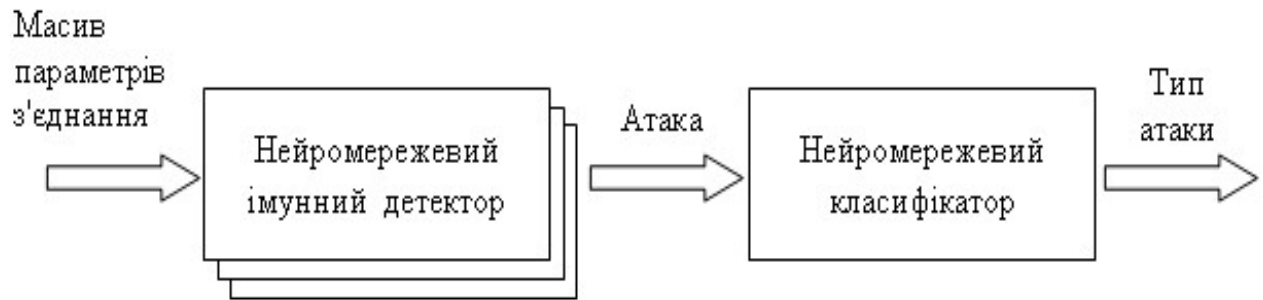 Масив
параметрів
з'єднання
Нейромережевий
імунний детектор
Атака
Нейромережевий
класифікатор
Тип
атаки